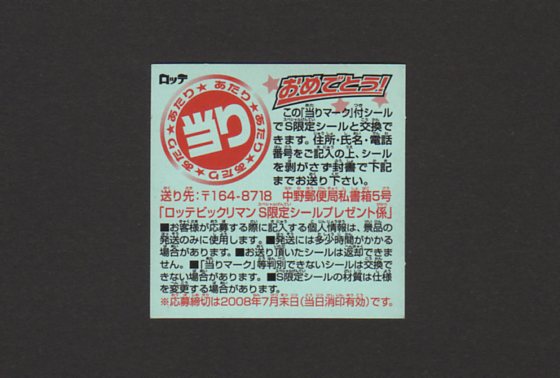 ロッテ
おめでとう!
当り
あたり★あたり★あたり★あたり★あたり★
この「当りマーク」付シール
でS限定シールと交換で
きます。住所・氏名・電話
番号をご記入の上、シール
を剥がさず封書で下記
までお送り下さい。
送り先:〒164-8718 中野郵便局私書箱5号
「ロッテビックリマン S限定シールプレゼント係」
■お客様が応募する際に記入する個人情報は、景品の
発送のみに使用します。■発送には多少時間がかかる
場合があります。■お送り頂いたシールは返却できま
せん。■「当りマーク」等判別できないシールは交換で
きない場合があります。■S限定シールの材質は仕様
を変更する場合があります。
※応募締切は2008年7月末日(当日消印有効)です。